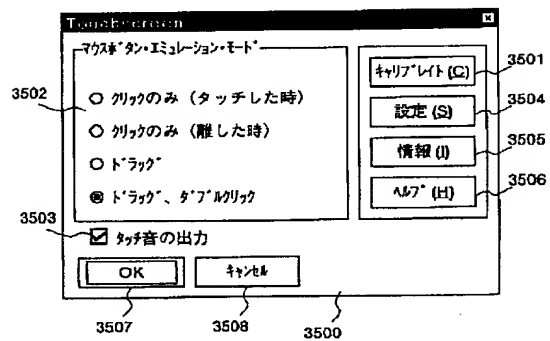 Touchscreen
マウスボタン・エミュレーション・モード
クリックのみ (タッチした時)
クリックのみ (離した時)
ドラッグ
ドラッグ、ダブルクリック
タッチ音の出力
OK
キャンセル
キャリブレイト (C)
設定 (S)
情報 (I)
ヘルプ (H)
3501
3502
3504
3505
3506
3503
3507
3508
3500